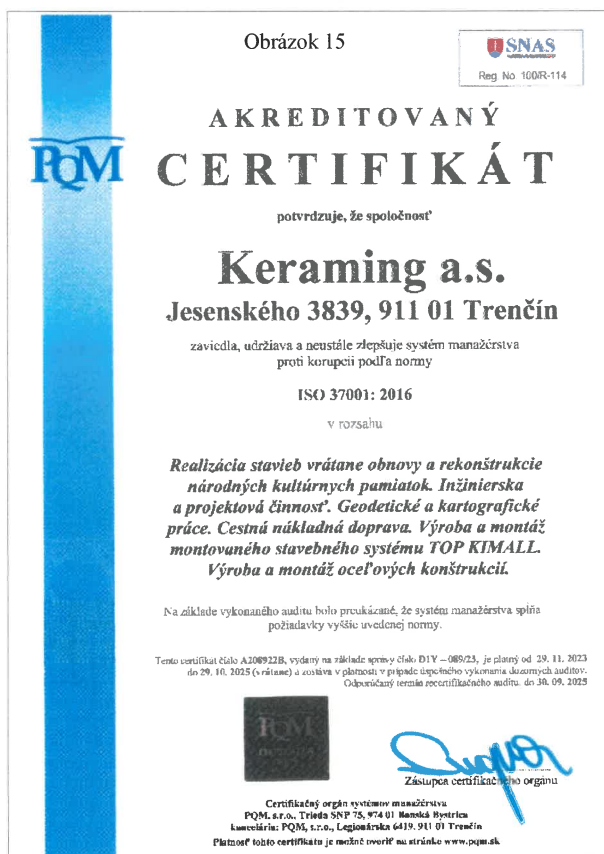 Obrázok 15
SNAS
Reg. No. 100/R-114
PQM
AKREDITOVANÝ
CERTIFIKÁT
potvrdzuje, že spoločnosť
Keraming a.s.
Jesenského 3839, 911 01 Trenčín
zaviedla, udržiava a neustále zlepšuje systém manažérstva
proti korupcii podľa normy
ISO 37001: 2016
v rozsahu
Realizácia stavieb vrátane obnovy a rekonštrukcie
národných kultúrnych pamiatok. Inžinierska
a projektová činnosť. Geodetické a kartografické
práce. Cestná nákladná doprava. Výroba a montáž
montovaného stavebného systému TOP KIMALL.
Výroba a montáž oceľových konštrukcií.
Na základe vykonaného auditu bolo preukázané, že systém manažérstva spĺňa
požiadavky vyššie uvedenej normy.
Tento certifikát číslo A208922B, vydaný na základe správy číslo D1Y – 089/23, je platný od 29. 11. 2023
do 29. 10. 2025 (vrátane) a zostáva v platnosti v prípade úspešného vykonania dozorných auditov.
Odporúčaný termín recertifikačného auditu. do 30. 09. 2025
PQM
Zástupca certifikačného orgánu
Certifikačný orgán systémov manažérstva
PQM, s.r.o., Trieda SNP 75, 974 01 Banská Bystrica
kancelária: PQM, s.r.o., Legionárska 6419, 911 01 Trenčín
Platnosť tohto certifikátu je možné overiť na stránke www.pqm.sk